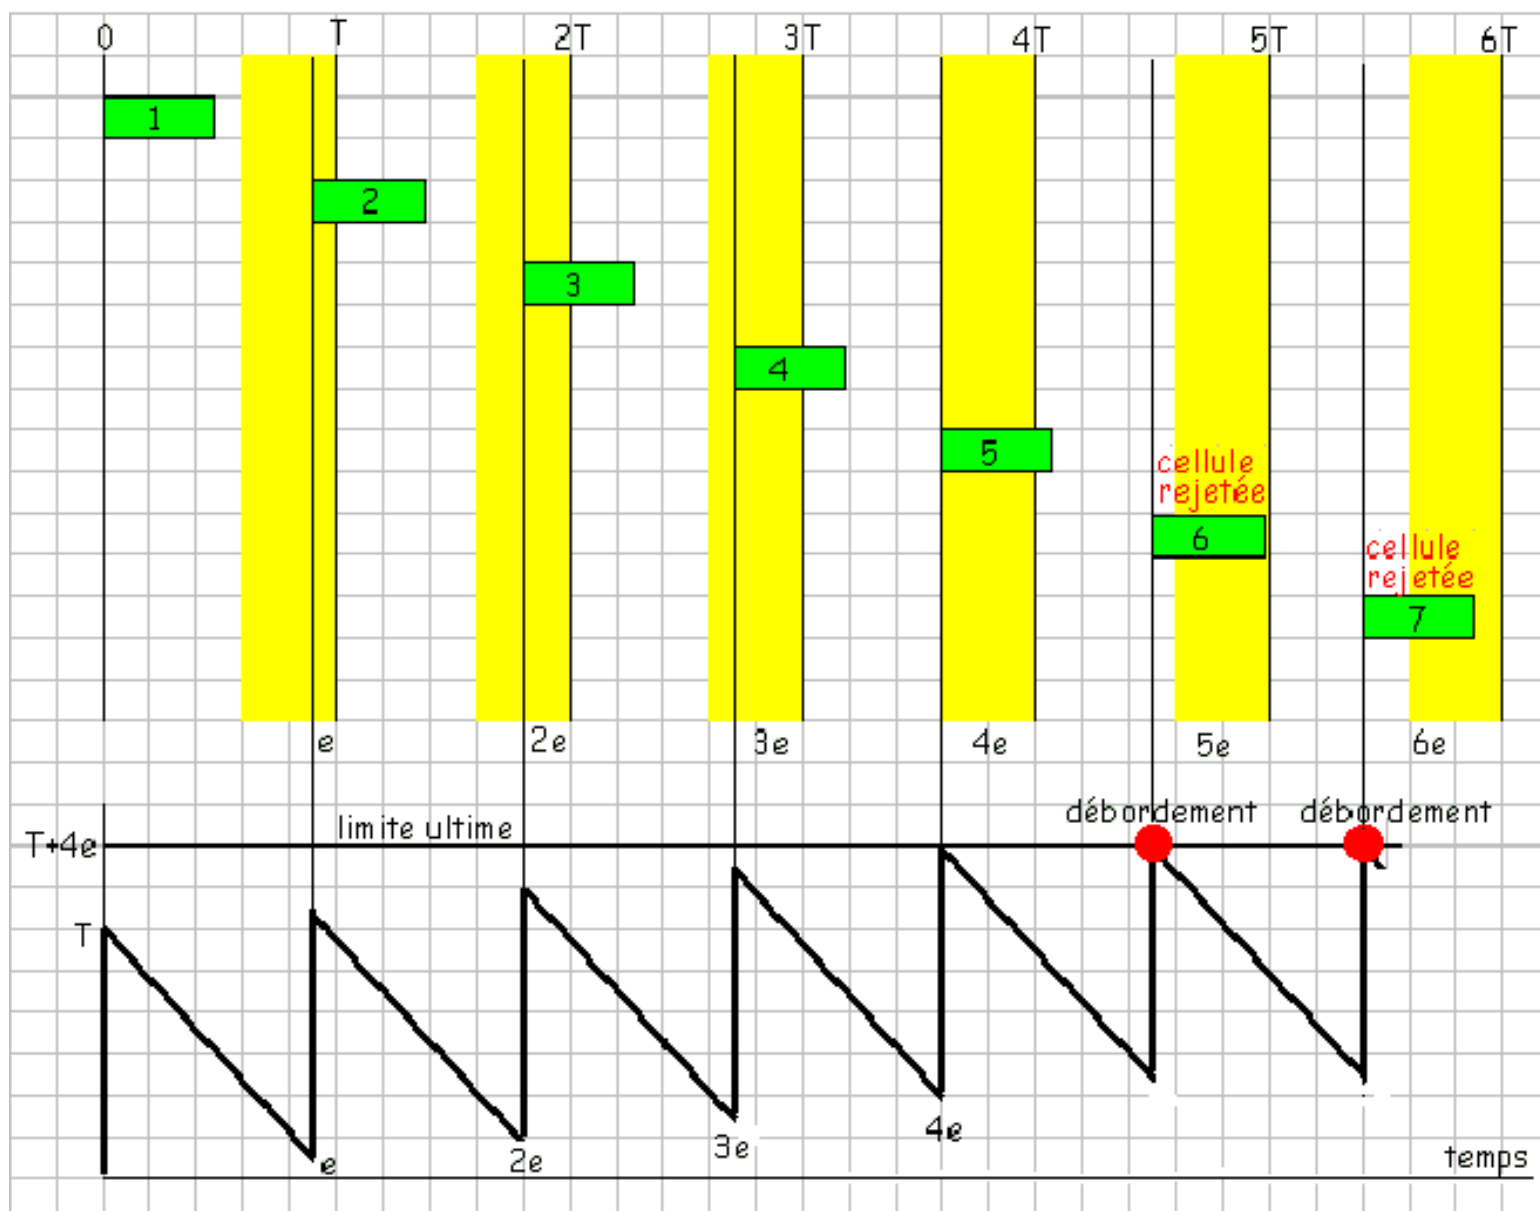 0 T 2T 3T 4T 5T 6T
1
2
3
4
5
cellule
rejetée
6
cellule
rejetée
7
e 2e 3e 4e 5e 6e
débordement débordement
limite ultime
T+4e
T
4e
3e
2e
e
temps